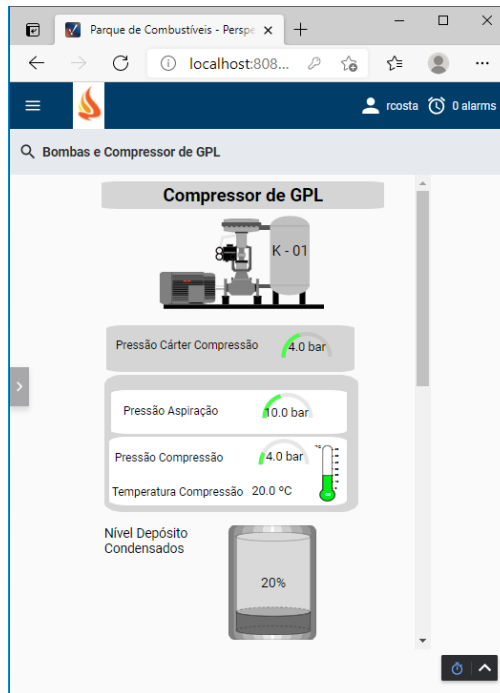 Parque de Combustíveis - Perspe
localhost:808...
rcosta 0 alarms
Bombas e Compressor de GPL
Compressor de GPL
K - 01
Pressão Cárter Compressão 4.0 bar
Pressão Aspiração 10.0 bar
Pressão Compressão 4.0 bar
Temperatura Compressão 20.0 ºC
Nível Depósito
Condensados
20%